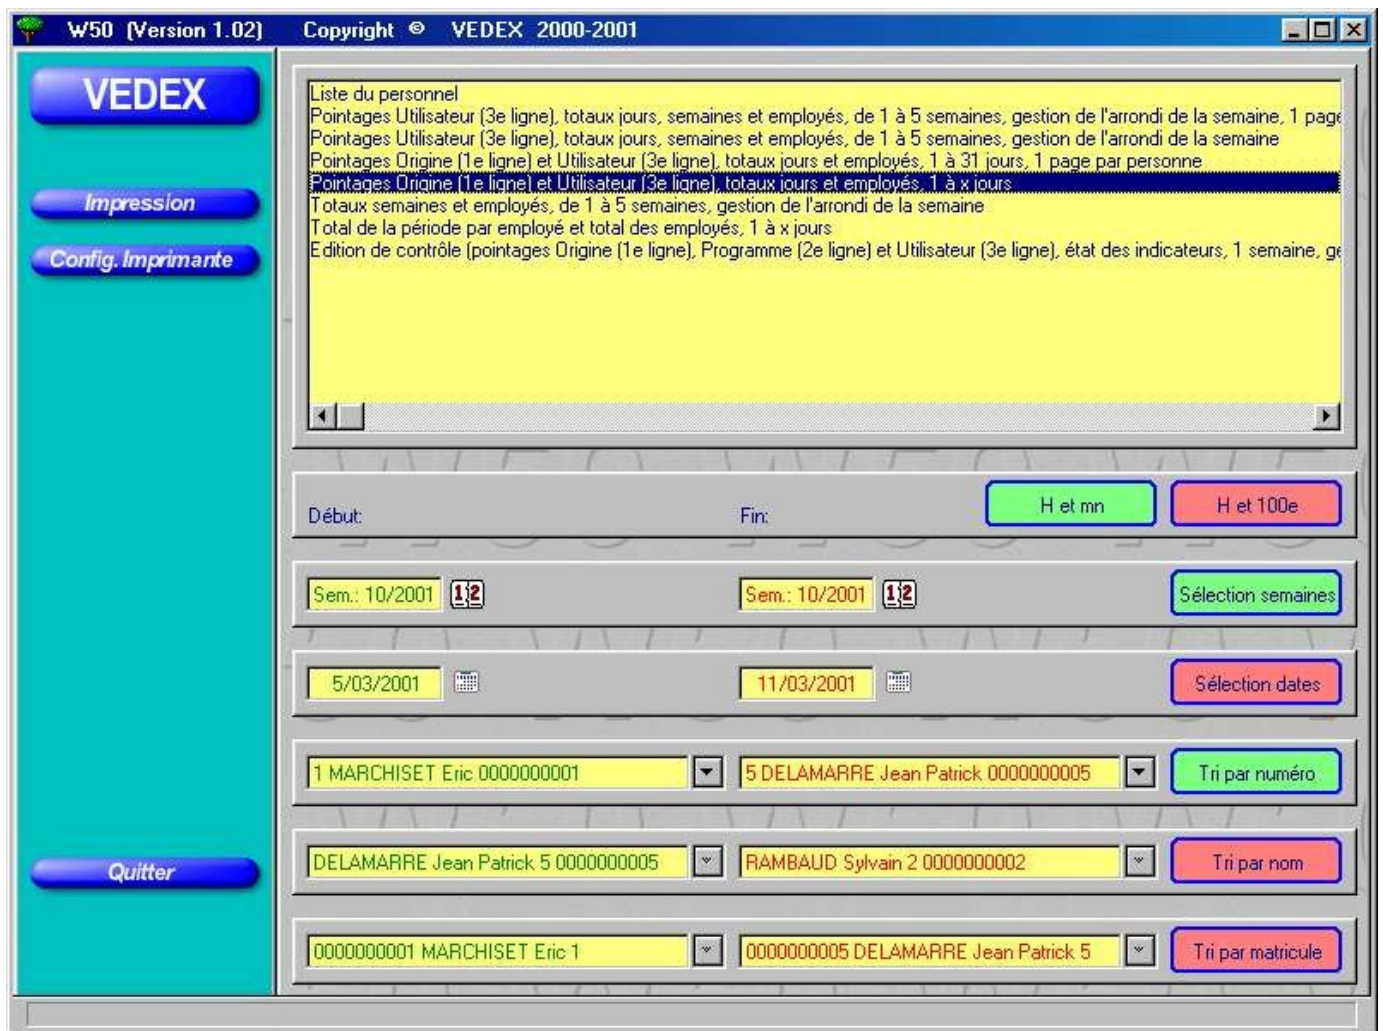 W50 (Version 1.02) Copyright © VEDEX 2000-2001
VEDEX
Impression
Config. Imprimante
Quitter
Liste du personnel
Pointages Utilisateur (3e ligne), totaux jours, semaines et employés, de 1 à 5 semaines, gestion de l'arrondi de la semaine, 1 page
Pointages Utilisateur (3e ligne), totaux jours, semaines et employés, de 1 à 5 semaines, gestion de l'arrondi de la semaine
Pointages Origine (1e ligne) et Utilisateur (3e ligne), totaux jours et employés, 1 à 31 jours, 1 page par personne
Pointages Origine (1e ligne) et Utilisateur (3e ligne), totaux jours et employés, 1 à x jours
Totaux semaines et employés, de 1 à 5 semaines, gestion de l'arrondi de la semaine
Total de la période par employé et total des employés, 1 à x jours
Edition de contrôle (pointages Origine (1e ligne), Programme (2e ligne) et Utilisateur (3e ligne), état des indicateurs, 1 semaine, ge
Début: Fin: H et mn H et 100e
Sem.: 10/2001 12 Sem.: 10/2001 12 Sélection semaines
5/03/2001 11/03/2001 Sélection dates
1 MARCHISET Eric 0000000001 5 DELAMARRE Jean Patrick 0000000005 Tri par numéro
DELAMARRE Jean Patrick 5 0000000005 RAMBAUD Sylvain 2 0000000002 Tri par nom
0000000001 MARCHISET Eric 1 0000000005 DELAMARRE Jean Patrick 5 Tri par matricule